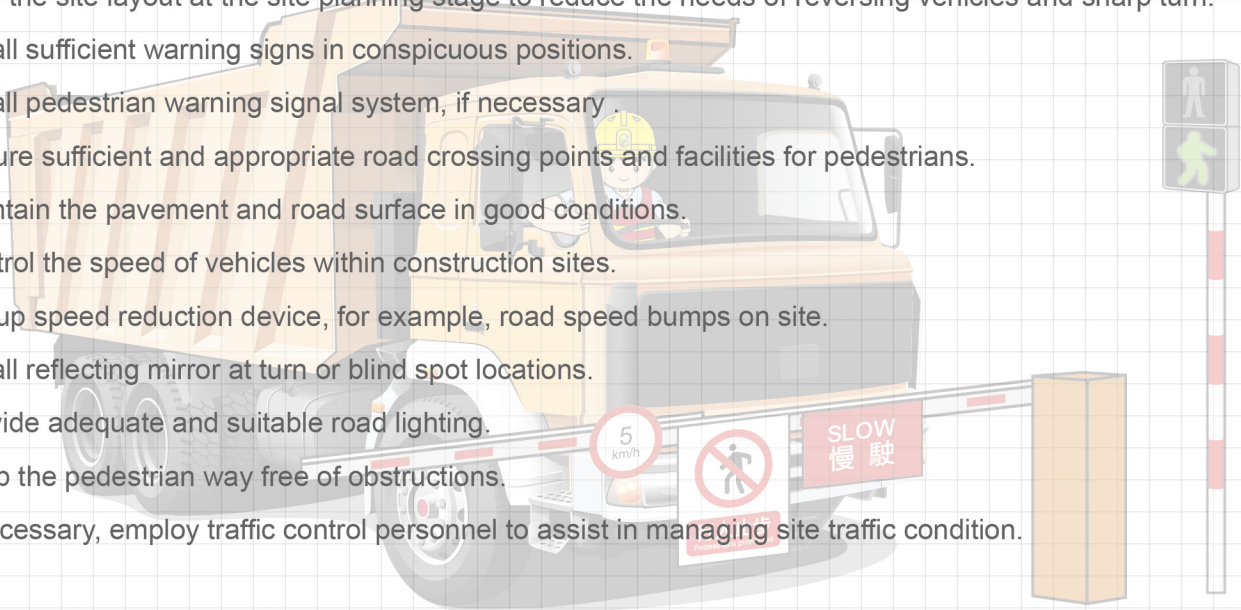 the site layout at the site planning stage to reduce the needs of reversing vehicles and sharp turn.
all sufficient warning signs in conspicuous positions.
all pedestrian warning signal system, if necessary .
ure sufficient and appropriate road crossing points and facilities for pedestrians.
ntain the pavement and road surface in good conditions.
trol the speed of vehicles within construction sites.
up speed reduction device, for example, road speed bumps on site.
all reflecting mirror at turn or blind spot locations.
vide adequate and suitable road lighting.
p the pedestrian way free of obstructions.
cessary, employ traffic control personnel to assist in managing site traffic condition.
5
km/h
SLOW
慢 駛